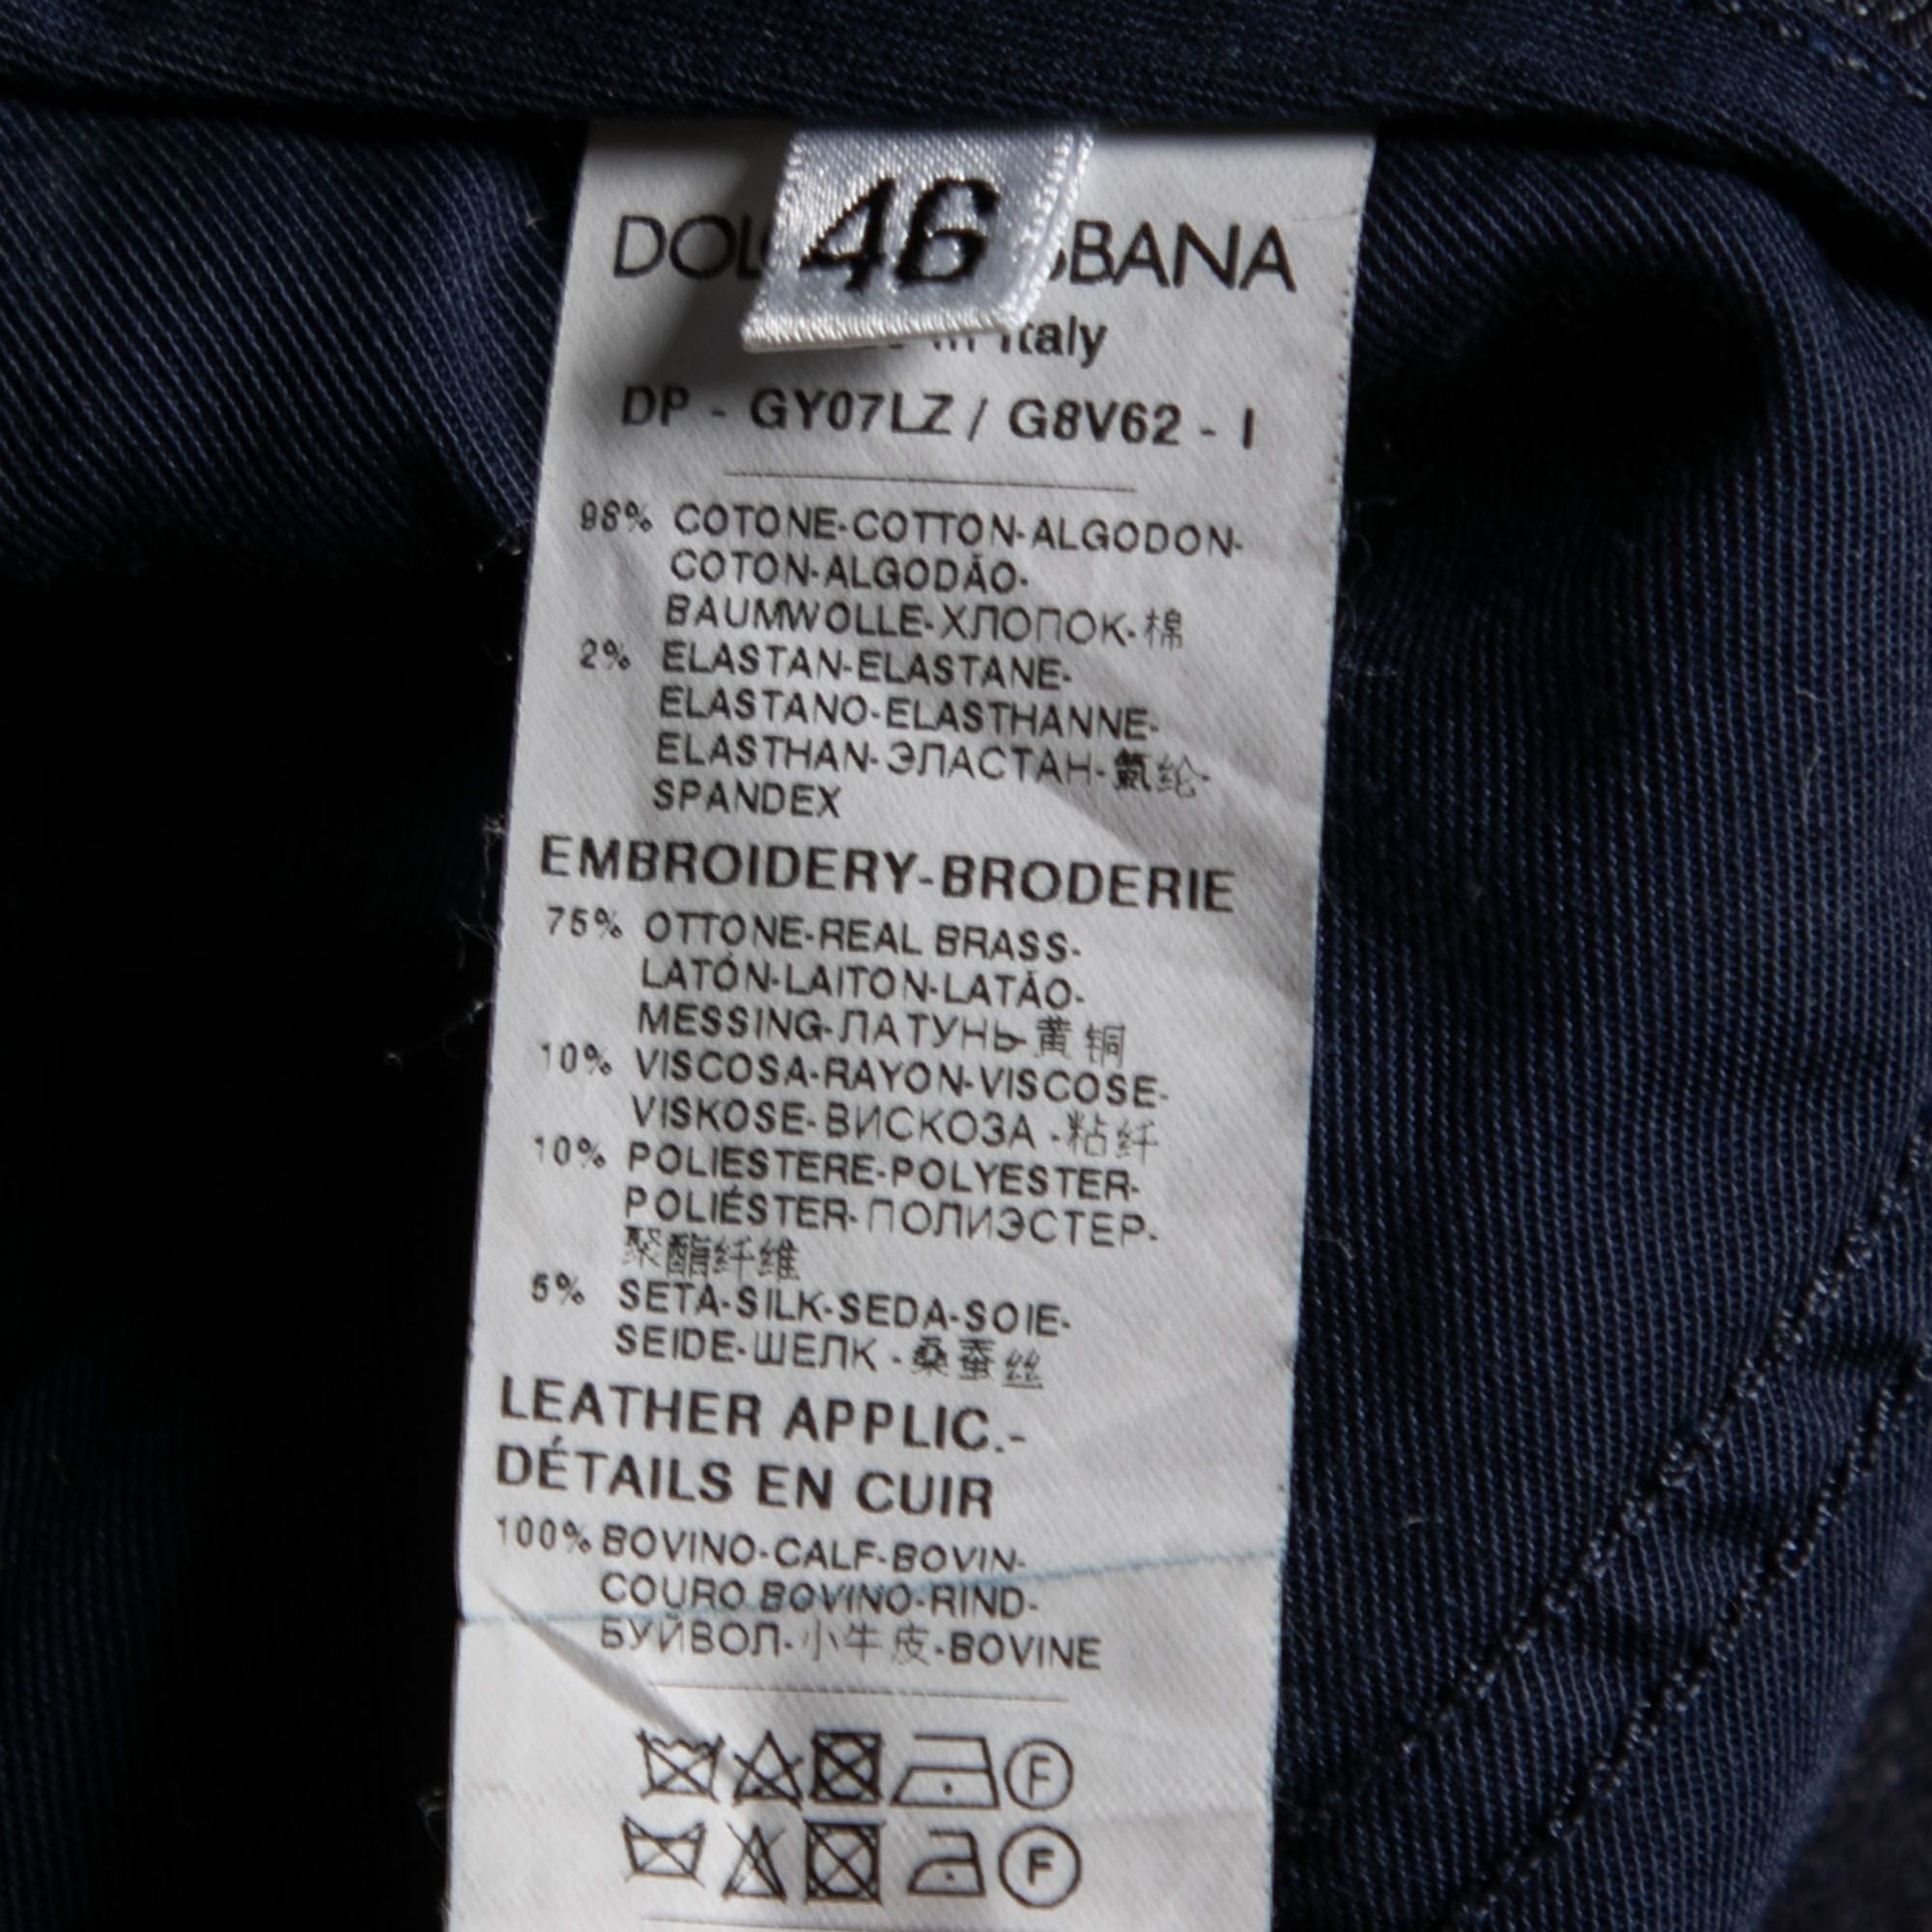 46
Italy
DP - GY07LZ / G8V62 - I
98% COTONE-COTTON-ALGODON-
COTON-ALGODÃO-
BAUMWOLLE-ХЛОПОК-棉
2% ELASTAN-ELASTANE-
ELASTANO-ELASTHANNE-
ELASTHAN-ЭЛАСТАН-氨纶-
SPANDEX
EMBROIDERY-BRODERIE
75% OTTONE-REAL BRASS-
LATÓN-LAITON-LATÃO-
MESSING-ЛАТУНЬ-黄铜
10% VISCOSA-RAYON-VISCOSE-
VISKOSE-ВИСКОЗА -粘纤
10% POLIESTERE-POLYESTER-
POLIÉSTER-ПОЛИЭСТЕР-
聚酯纤维
5% SETA-SILK-SEDA-SOIE-
SEIDE-ШЕЛК -桑蚕丝
LEATHER APPLIC.-
DÉTAILS EN CUIR
100% BOVINO-CALF-BOVIN-
COURO BOVINO-RIND-
БУЙВОЛ-小牛皮-BOVINE
F
F